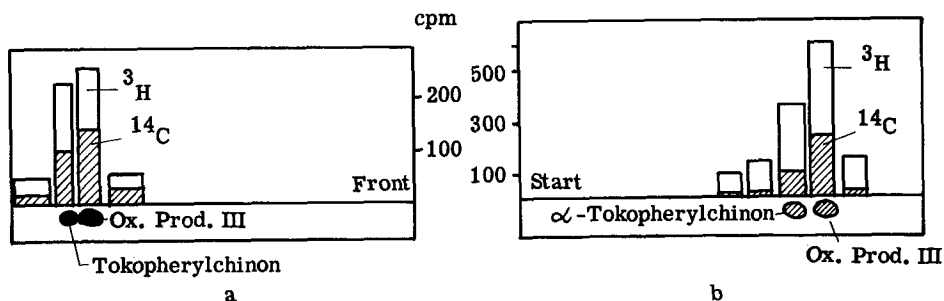 cpm
³H
200
¹⁴C
100
Front
Ox. Prod. III
Tokopherylchinon
a
500
300
100
³H
¹⁴C
Start
α-Tokopherylchinon
Ox. Prod. III
b